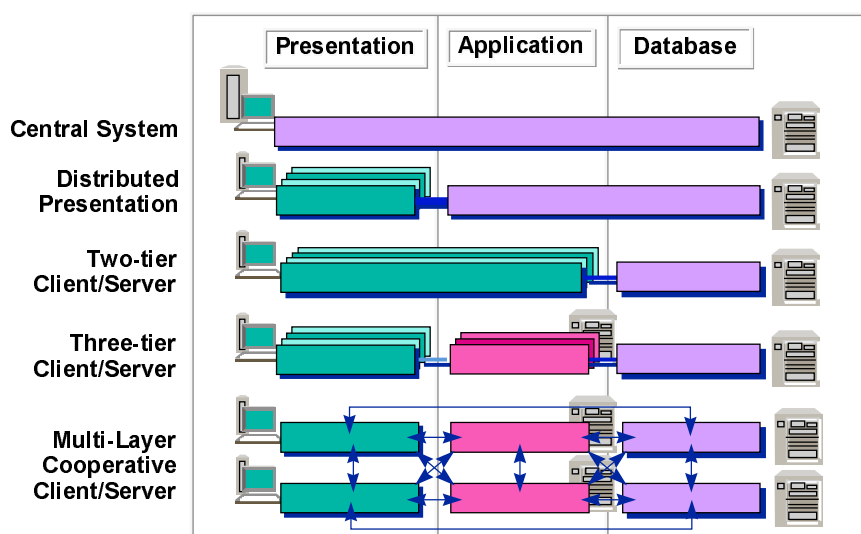 Presentation
Application
Database
Central System
Distributed
Presentation
Two-tier
Client/Server
Three-tier
Client/Server
Multi-Layer
Cooperative
Client/Server